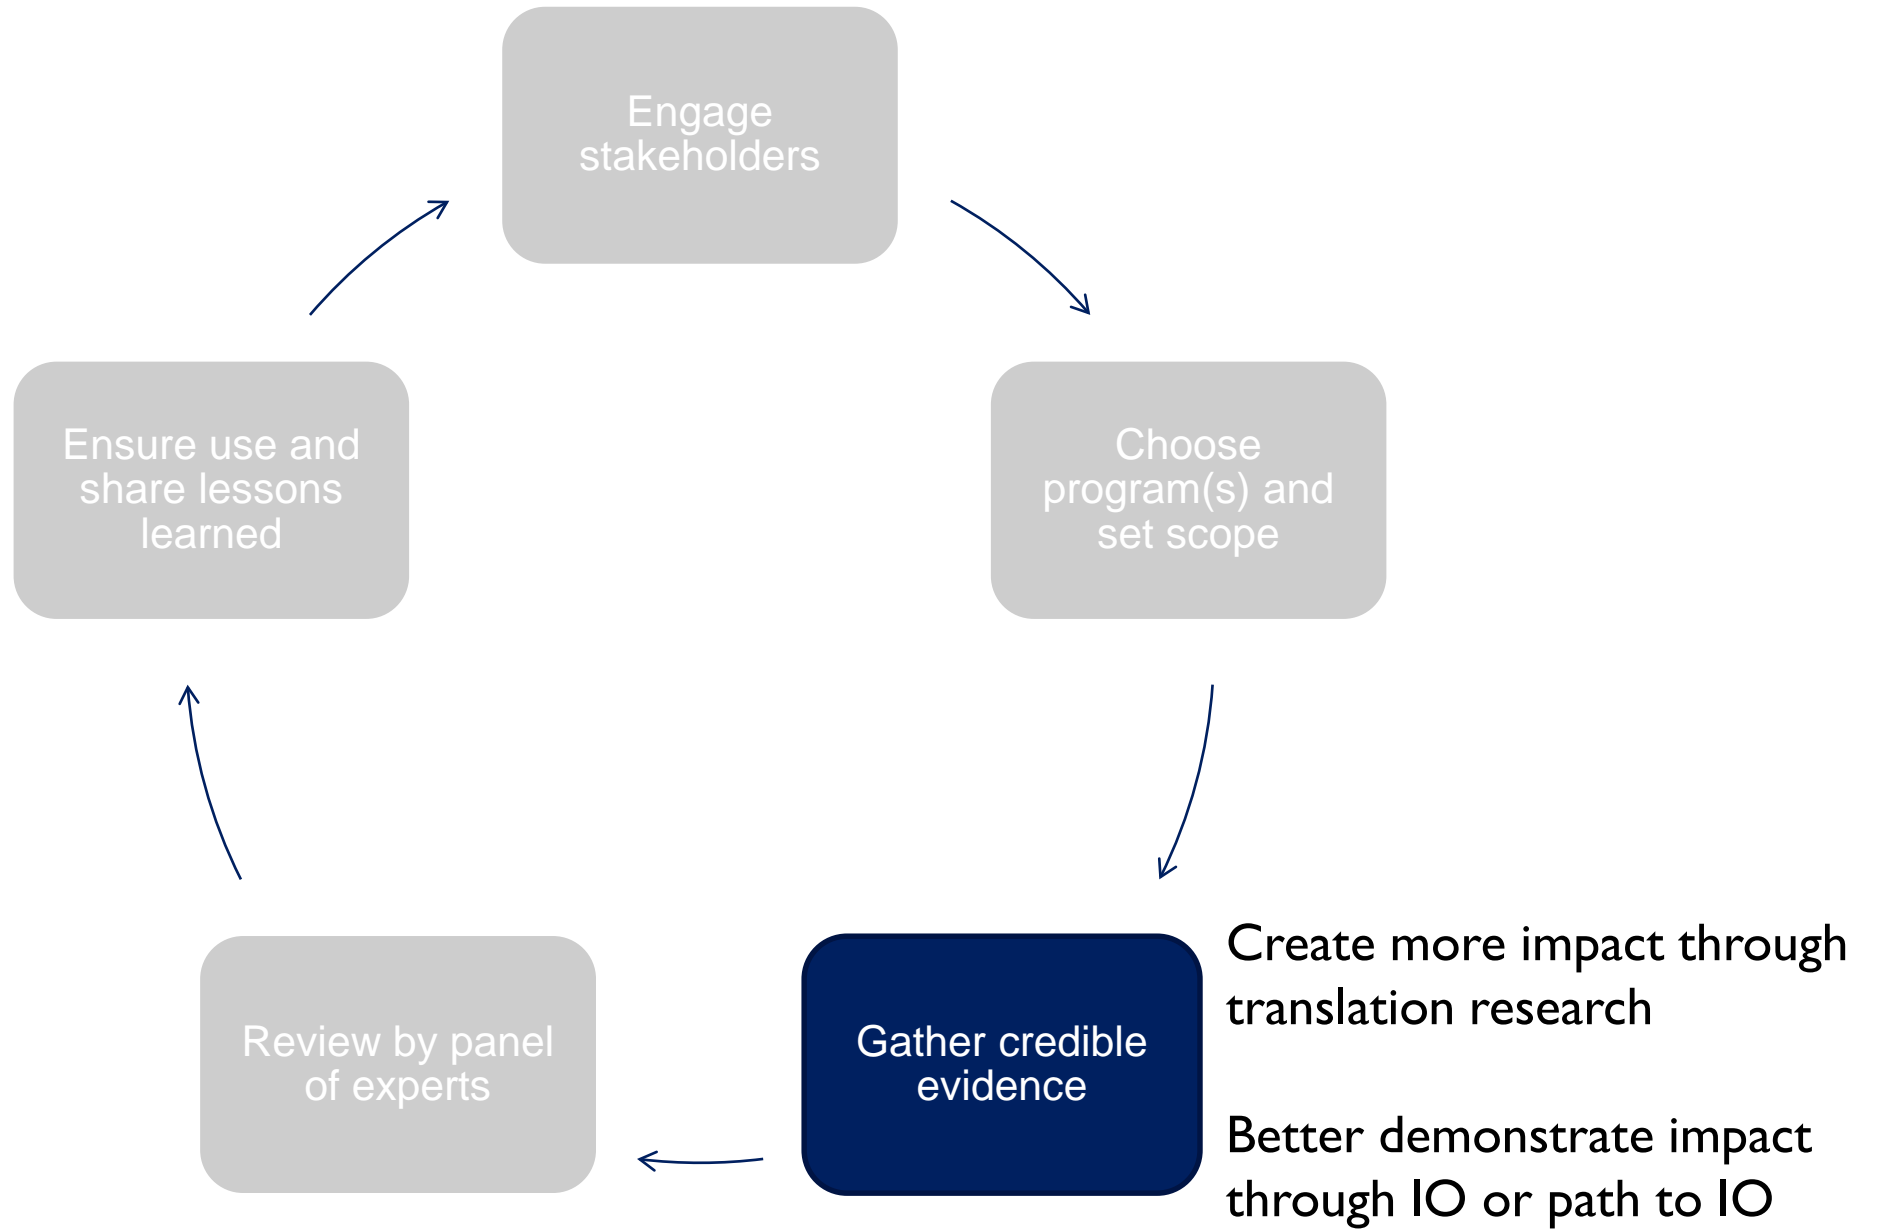 Engage
stakeholders
Ensure use and
share lessons
learned
Choose
program(s) and
set scope
Review by panel
of experts
Gather credible
evidence
Create more impact through
translation research
Better demonstrate impact
through IO or path to IO